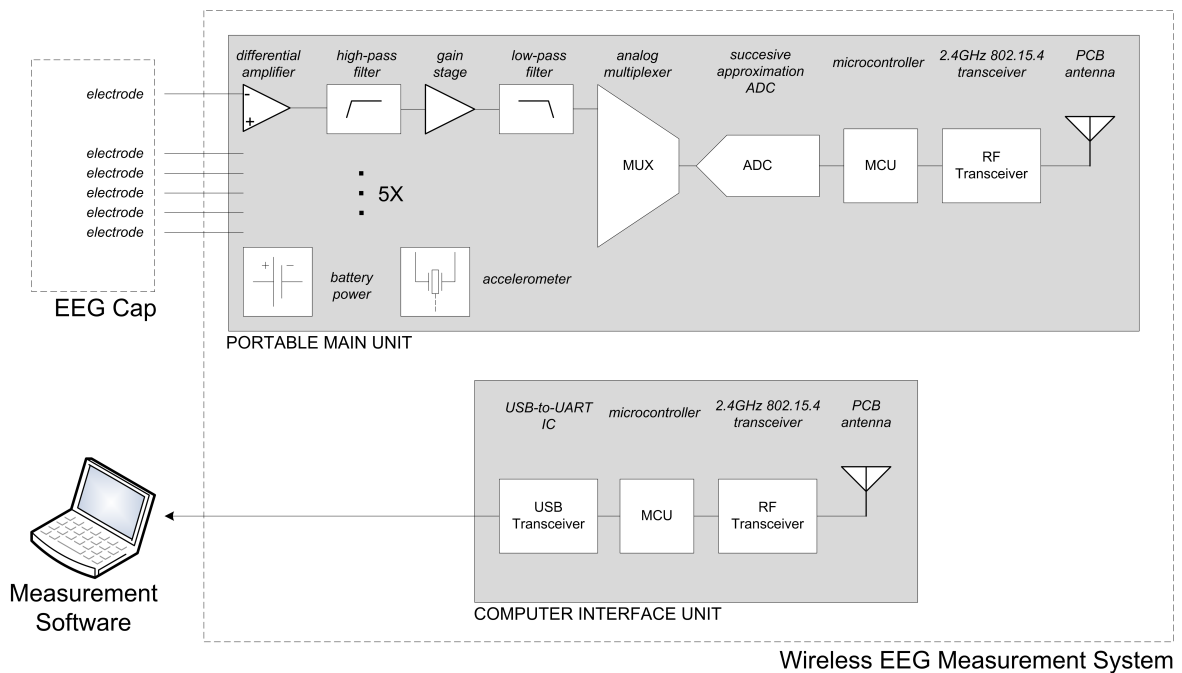 differential
amplifier
high-pass
filter
gain
stage
low-pass
filter
analog
multiplexer
succesive
approximation
ADC
microcontroller
2.4GHz 802.15.4
transceiver
PCB
antenna
electrode
-
+
MUX
ADC
MCU
RF
Transceiver
electrode
electrode
electrode
electrode
electrode
5X
+ -
battery
power
accelerometer
EEG Cap
PORTABLE MAIN UNIT
USB-to-UART
IC
microcontroller
2.4GHz 802.15.4
transceiver
PCB
antenna
USB
Transceiver
MCU
RF
Transceiver
Measurement
Software
COMPUTER INTERFACE UNIT
Wireless EEG Measurement System